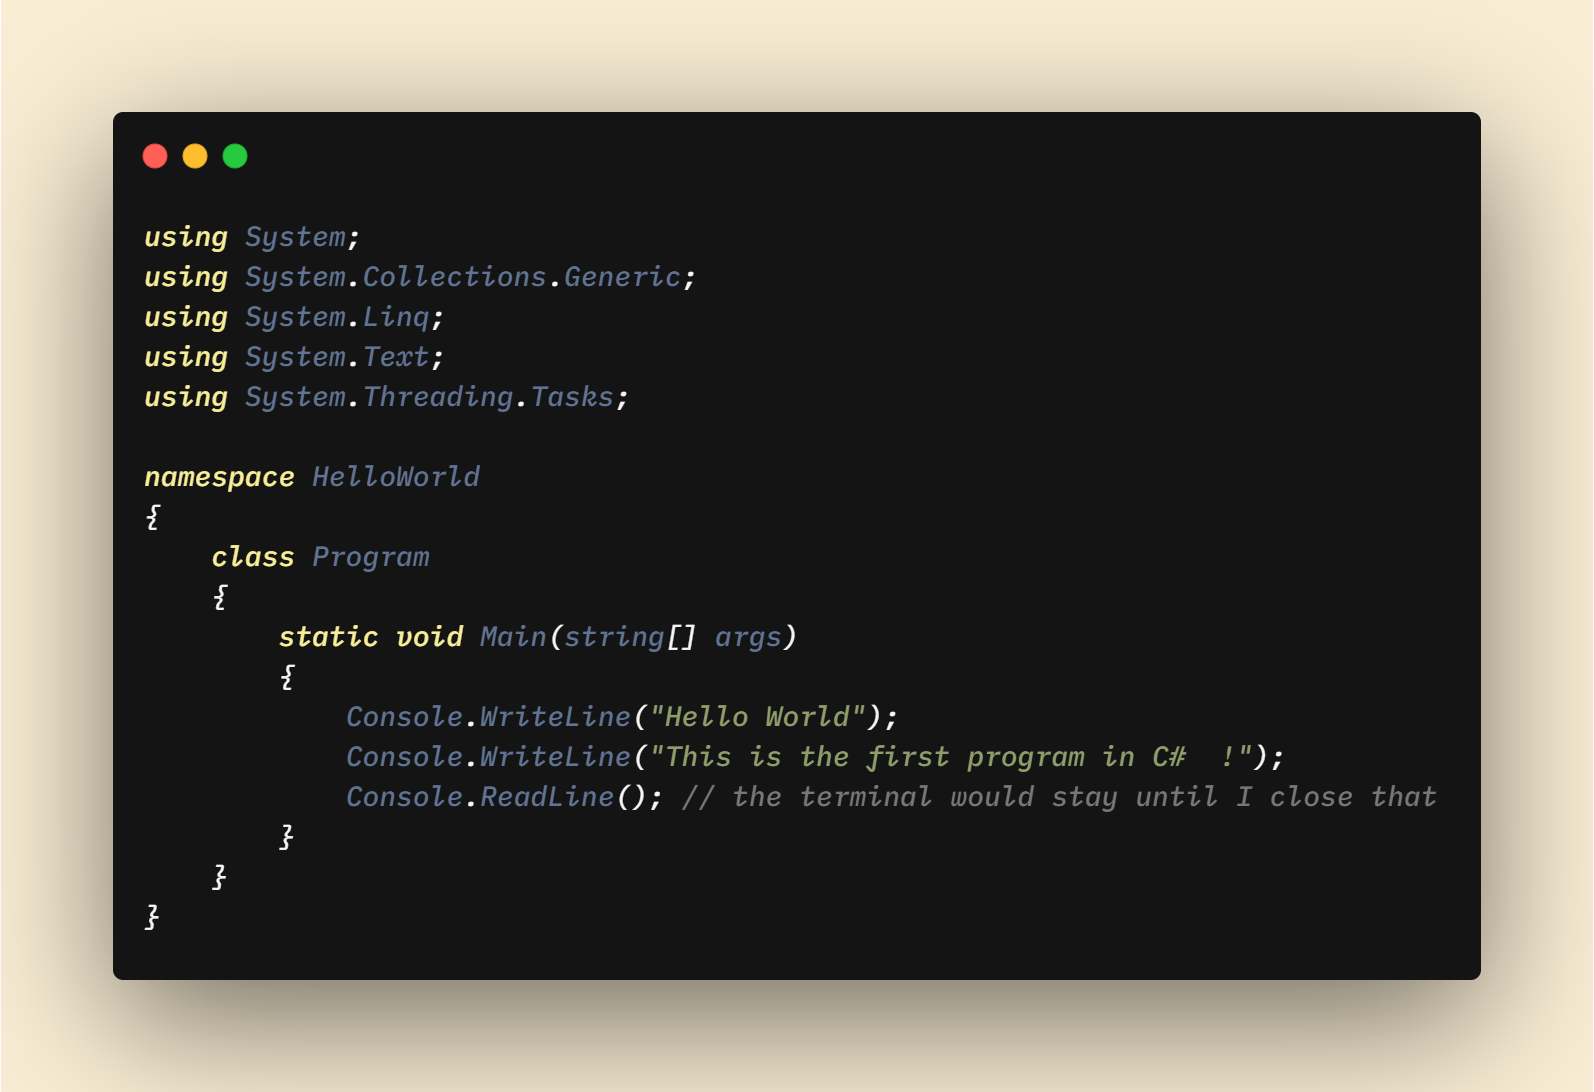 using System;
using System.Collections.Generic;
using System.Linq;
using System.Text;
using System.Threading.Tasks;

namespace HelloWorld
{
    class Program
    {
        static void Main(string[] args)
        {
            Console.WriteLine("Hello World");
            Console.WriteLine("This is the first program in C#  !");
            Console.ReadLine(); // the terminal would stay until I close that
        }
    }
}